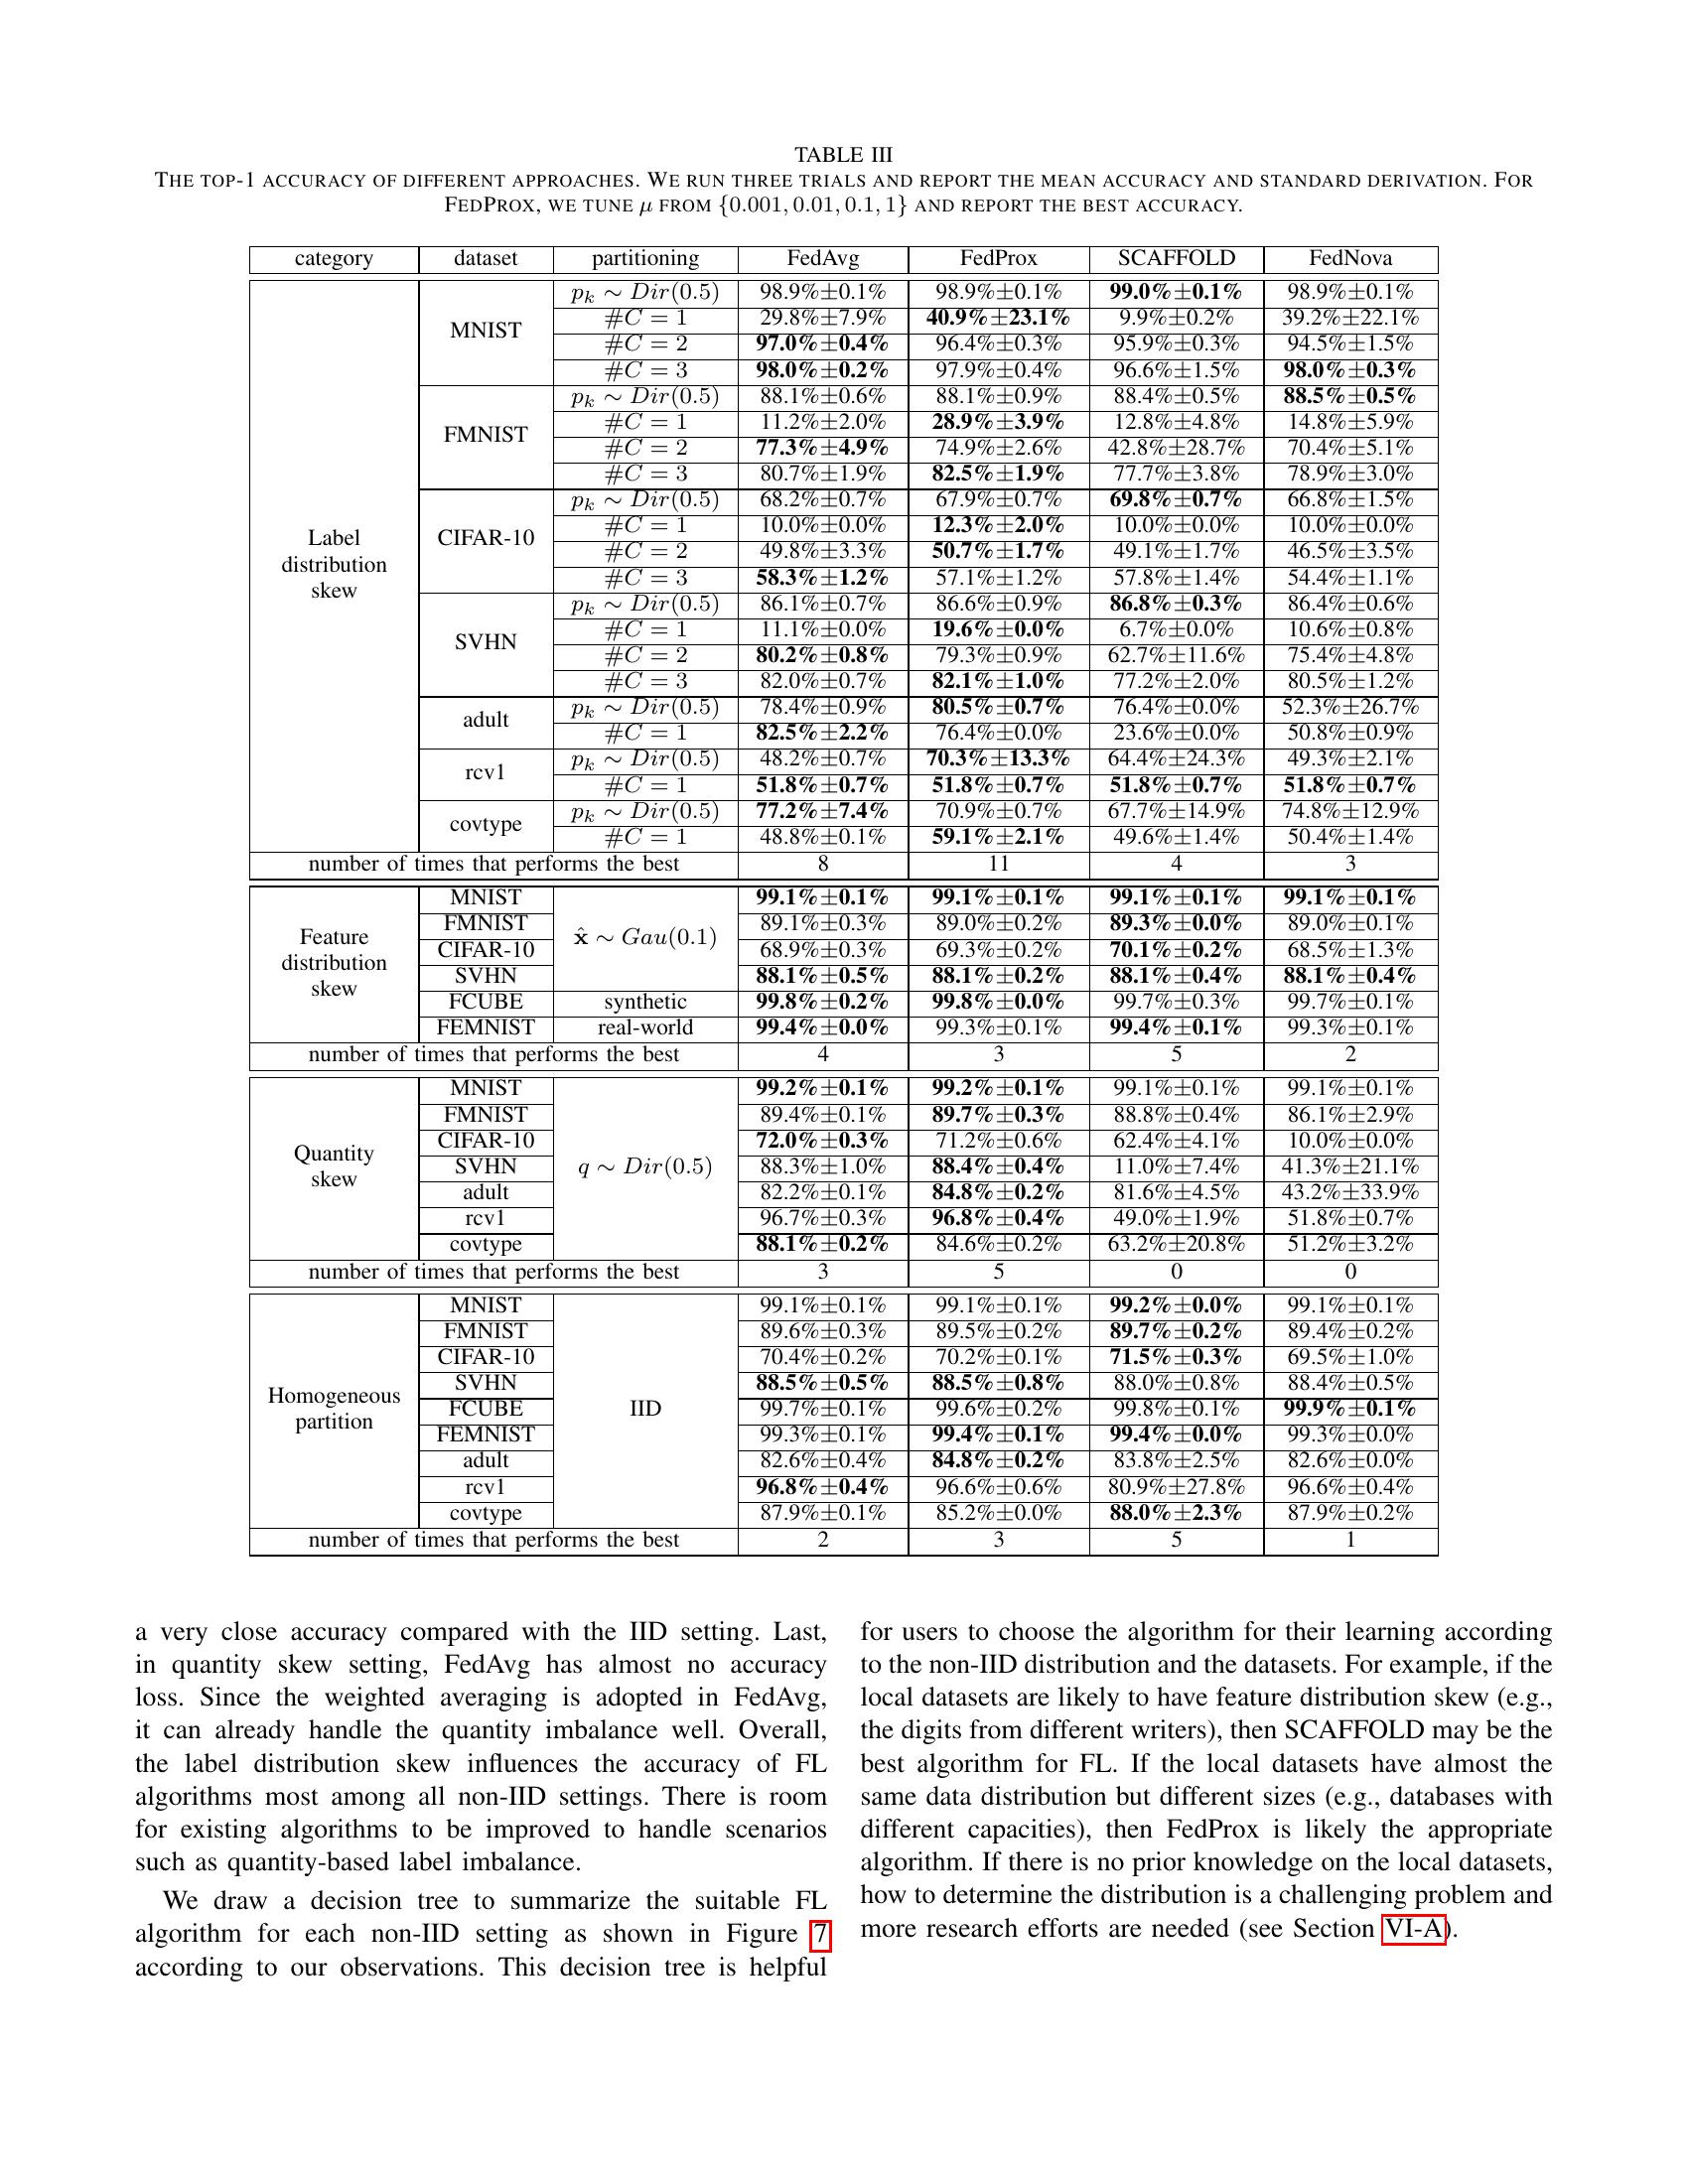 TABLE III
THE TOP-1 ACCURACY OF DIFFERENT APPROACHES. WE RUN THREE TRIALS AND REPORT THE MEAN ACCURACY AND STANDARD DERIVATION. FOR
FEDPROX, WE TUNE μ FROM {0.001, 0.01, 0.1, 1} AND REPORT THE BEST ACCURACY.
category dataset partitioning FedAvg FedProx SCAFFOLD FedNova
Label distribution skew MNIST p_k ∼ Dir(0.5) 98.9%±0.1% 98.9%±0.1% 99.0%±0.1% 98.9%±0.1%
#C = 1 29.8%±7.9% 40.9%±23.1% 9.9%±0.2% 39.2%±22.1%
#C = 2 97.0%±0.4% 96.4%±0.3% 95.9%±0.3% 94.5%±1.5%
#C = 3 98.0%±0.2% 97.9%±0.4% 96.6%±1.5% 98.0%±0.3%
FMNIST p_k ∼ Dir(0.5) 88.1%±0.6% 88.1%±0.9% 88.4%±0.5% 88.5%±0.5%
#C = 1 11.2%±2.0% 28.9%±3.9% 12.8%±4.8% 14.8%±5.9%
#C = 2 77.3%±4.9% 74.9%±2.6% 42.8%±28.7% 70.4%±5.1%
#C = 3 80.7%±1.9% 82.5%±1.9% 77.7%±3.8% 78.9%±3.0%
CIFAR-10 p_k ∼ Dir(0.5) 68.2%±0.7% 67.9%±0.7% 69.8%±0.7% 66.8%±1.5%
#C = 1 10.0%±0.0% 12.3%±2.0% 10.0%±0.0% 10.0%±0.0%
#C = 2 49.8%±3.3% 50.7%±1.7% 49.1%±1.7% 46.5%±3.5%
#C = 3 58.3%±1.2% 57.1%±1.2% 57.8%±1.4% 54.4%±1.1%
SVHN p_k ∼ Dir(0.5) 86.1%±0.7% 86.6%±0.9% 86.8%±0.3% 86.4%±0.6%
#C = 1 11.1%±0.0% 19.6%±0.0% 6.7%±0.0% 10.6%±0.8%
#C = 2 80.2%±0.8% 79.3%±0.9% 62.7%±11.6% 75.4%±4.8%
#C = 3 82.0%±0.7% 82.1%±1.0% 77.2%±2.0% 80.5%±1.2%
adult p_k ∼ Dir(0.5) 78.4%±0.9% 80.5%±0.7% 76.4%±0.0% 52.3%±26.7%
#C = 1 82.5%±2.2% 76.4%±0.0% 23.6%±0.0% 50.8%±0.9%
rcv1 p_k ∼ Dir(0.5) 48.2%±0.7% 70.3%±13.3% 64.4%±24.3% 49.3%±2.1%
#C = 1 51.8%±0.7% 51.8%±0.7% 51.8%±0.7% 51.8%±0.7%
covtype p_k ∼ Dir(0.5) 77.2%±7.4% 70.9%±0.7% 67.7%±14.9% 74.8%±12.9%
#C = 1 48.8%±0.1% 59.1%±2.1% 49.6%±1.4% 50.4%±1.4%
number of times that performs the best 8 11 4 3
Feature distribution skew MNIST x̂ ∼ Gau(0.1) 99.1%±0.1% 99.1%±0.1% 99.1%±0.1% 99.1%±0.1%
FMNIST 89.1%±0.3% 89.0%±0.2% 89.3%±0.0% 89.0%±0.1%
CIFAR-10 68.9%±0.3% 69.3%±0.2% 70.1%±0.2% 68.5%±1.3%
SVHN 88.1%±0.5% 88.1%±0.2% 88.1%±0.4% 88.1%±0.4%
FCUBE synthetic 99.8%±0.2% 99.8%±0.0% 99.7%±0.3% 99.7%±0.1%
FEMNIST real-world 99.4%±0.0% 99.3%±0.1% 99.4%±0.1% 99.3%±0.1%
number of times that performs the best 4 3 5 2
Quantity skew MNIST q ∼ Dir(0.5) 99.2%±0.1% 99.2%±0.1% 99.1%±0.1% 99.1%±0.1%
FMNIST 89.4%±0.1% 89.7%±0.3% 88.8%±0.4% 86.1%±2.9%
CIFAR-10 72.0%±0.3% 71.2%±0.6% 62.4%±4.1% 10.0%±0.0%
SVHN 88.3%±1.0% 88.4%±0.4% 11.0%±7.4% 41.3%±21.1%
adult 82.2%±0.1% 84.8%±0.2% 81.6%±4.5% 43.2%±33.9%
rcv1 96.7%±0.3% 96.8%±0.4% 49.0%±1.9% 51.8%±0.7%
covtype 88.1%±0.2% 84.6%±0.2% 63.2%±20.8% 51.2%±3.2%
number of times that performs the best 3 5 0 0
Homogeneous partition MNIST IID 99.1%±0.1% 99.1%±0.1% 99.2%±0.0% 99.1%±0.1%
FMNIST 89.6%±0.3% 89.5%±0.2% 89.7%±0.2% 89.4%±0.2%
CIFAR-10 70.4%±0.2% 70.2%±0.1% 71.5%±0.3% 69.5%±1.0%
SVHN 88.5%±0.5% 88.5%±0.8% 88.0%±0.8% 88.4%±0.5%
FCUBE 99.7%±0.1% 99.6%±0.2% 99.8%±0.1% 99.9%±0.1%
FEMNIST 99.3%±0.1% 99.4%±0.1% 99.4%±0.0% 99.3%±0.0%
adult 82.6%±0.4% 84.8%±0.2% 83.8%±2.5% 82.6%±0.0%
rcv1 96.8%±0.4% 96.6%±0.6% 80.9%±27.8% 96.6%±0.4%
covtype 87.9%±0.1% 85.2%±0.0% 88.0%±2.3% 87.9%±0.2%
number of times that performs the best 2 3 5 1
a very close accuracy compared with the IID setting. Last,
in quantity skew setting, FedAvg has almost no accuracy
loss. Since the weighted averaging is adopted in FedAvg,
it can already handle the quantity imbalance well. Overall,
the label distribution skew influences the accuracy of FL
algorithms most among all non-IID settings. There is room
for existing algorithms to be improved to handle scenarios
such as quantity-based label imbalance.
We draw a decision tree to summarize the suitable FL
algorithm for each non-IID setting as shown in Figure 7
according to our observations. This decision tree is helpful
for users to choose the algorithm for their learning according
to the non-IID distribution and the datasets. For example, if the
local datasets are likely to have feature distribution skew (e.g.,
the digits from different writers), then SCAFFOLD may be the
best algorithm for FL. If the local datasets have almost the
same data distribution but different sizes (e.g., databases with
different capacities), then FedProx is likely the appropriate
algorithm. If there is no prior knowledge on the local datasets,
how to determine the distribution is a challenging problem and
more research efforts are needed (see Section VI-A).